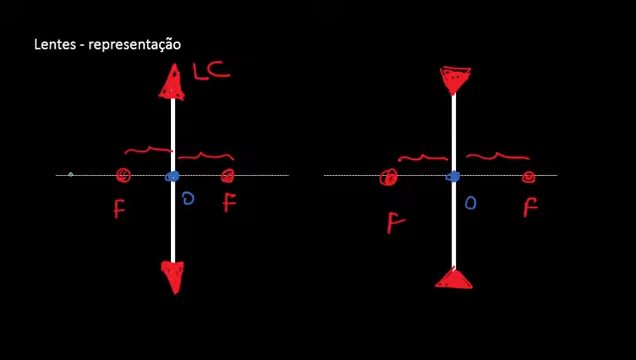 Lentes - representação
LC
F O F
F O F